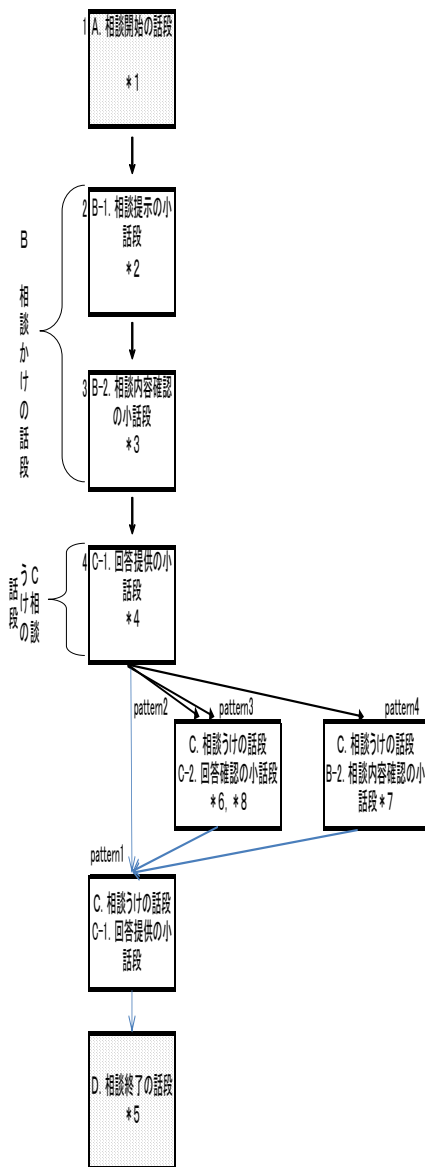 1 A. 相談開始の話段
*1
2 B-1. 相談提示の小
話段
*2
B 相談かけの話段
3 B-2. 相談内容確認
の小話段
*3
4 C-1. 回答提供の小
話段
*4
C相談
うけの
話段
pattern2
pattern3
pattern4
C. 相談うけの話段
C-2. 回答確認の小話段
*6, *8
C. 相談うけの話段
B-2. 相談内容確認の小
話段*7
pattern1
C. 相談うけの話段
C-1. 回答提供の小
話段
D. 相談終了の話段
*5